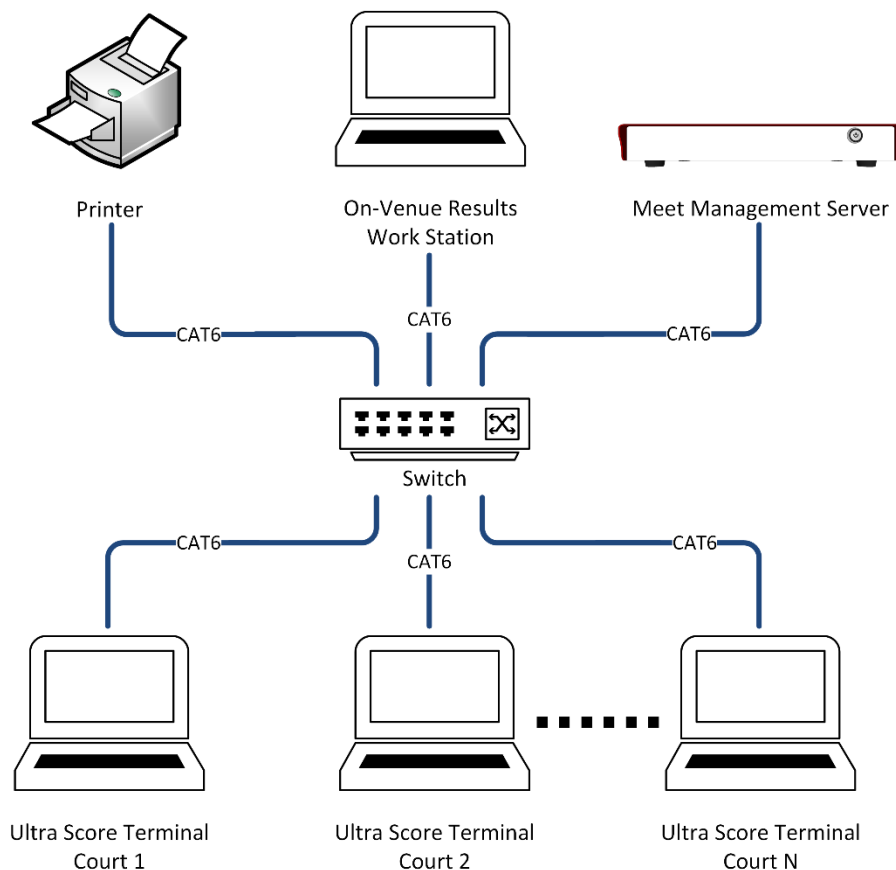 Printer
On-Venue Results
Work Station
Meet Management Server
CAT6
CAT6
CAT6
Switch
CAT6
CAT6
CAT6
Ultra Score Terminal
Court 1
Ultra Score Terminal
Court 2
Ultra Score Terminal
Court N